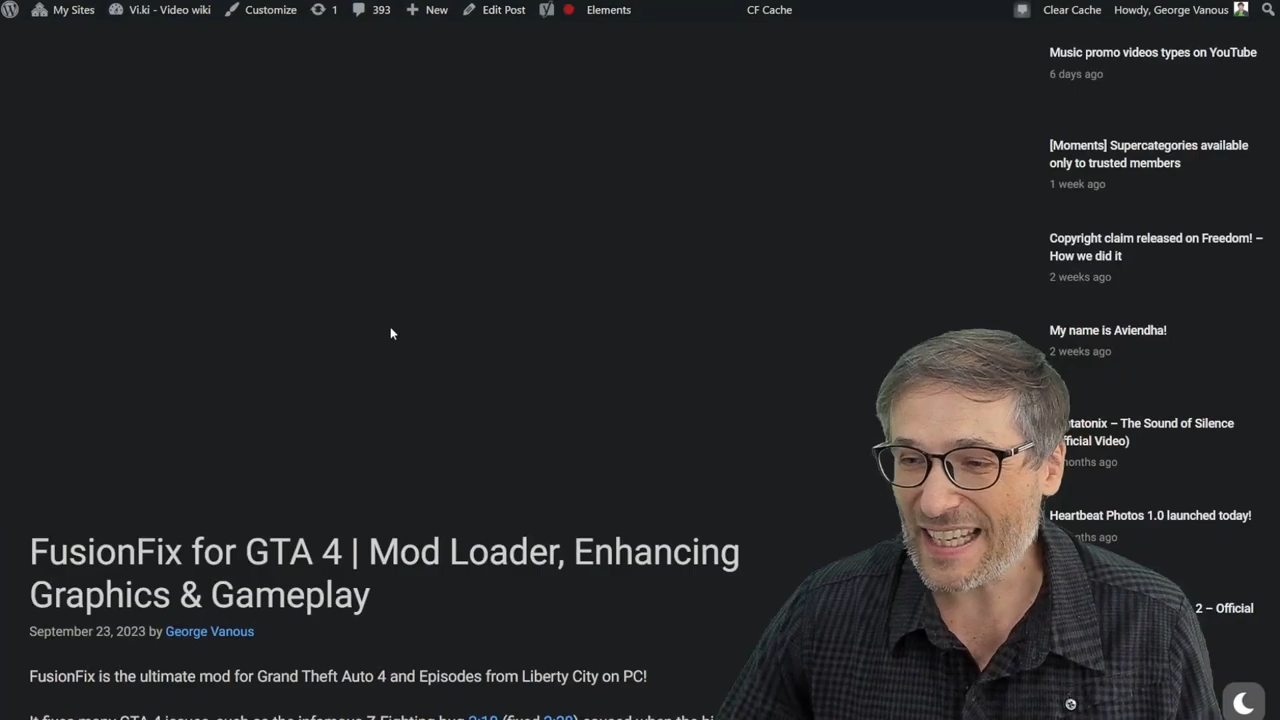 My Sites
Vi.ki - Video wiki
Customize
1
393
New
Edit Post
Elements
CF Cache
Clear Cache
Howdy, George Vanous
Music promo videos types on YouTube
6 days ago
[Moments] Supercategories available
only to trusted members
1 week ago
Copyright claim released on Freedom! –
How we did it
2 weeks ago
My name is Aviendha!
2 weeks ago
– The Sound of Silence
Video)
ago
Heartbeat Photos 1.0 launched today!
ago
2 – Official
FusionFix for GTA 4 | Mod Loader, Enhancing
Graphics & Gameplay
September 23, 2023 by George Vanous
FusionFix is the ultimate mod for Grand Theft Auto 4 and Episodes from Liberty City on PC!